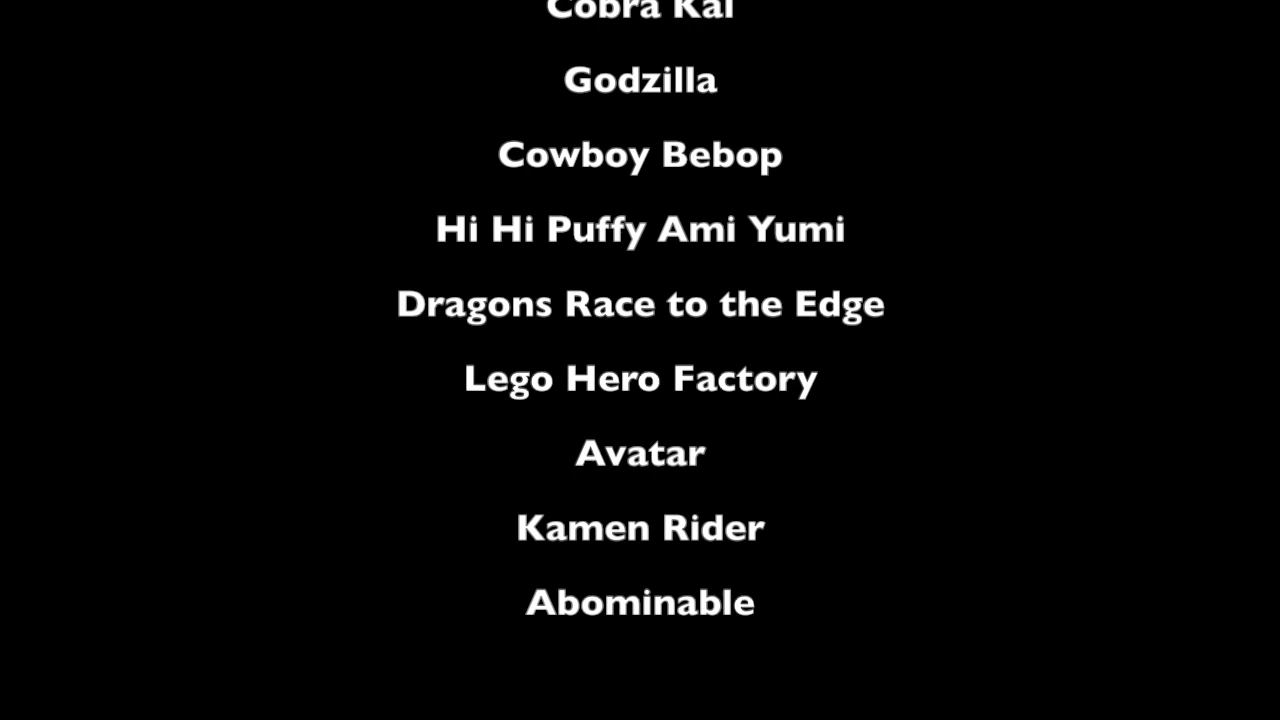 Cobra Kai
Godzilla
Cowboy Bebop
Hi Hi Puffy Ami Yumi
Dragons Race to the Edge
Lego Hero Factory
Avatar
Kamen Rider
Abominable